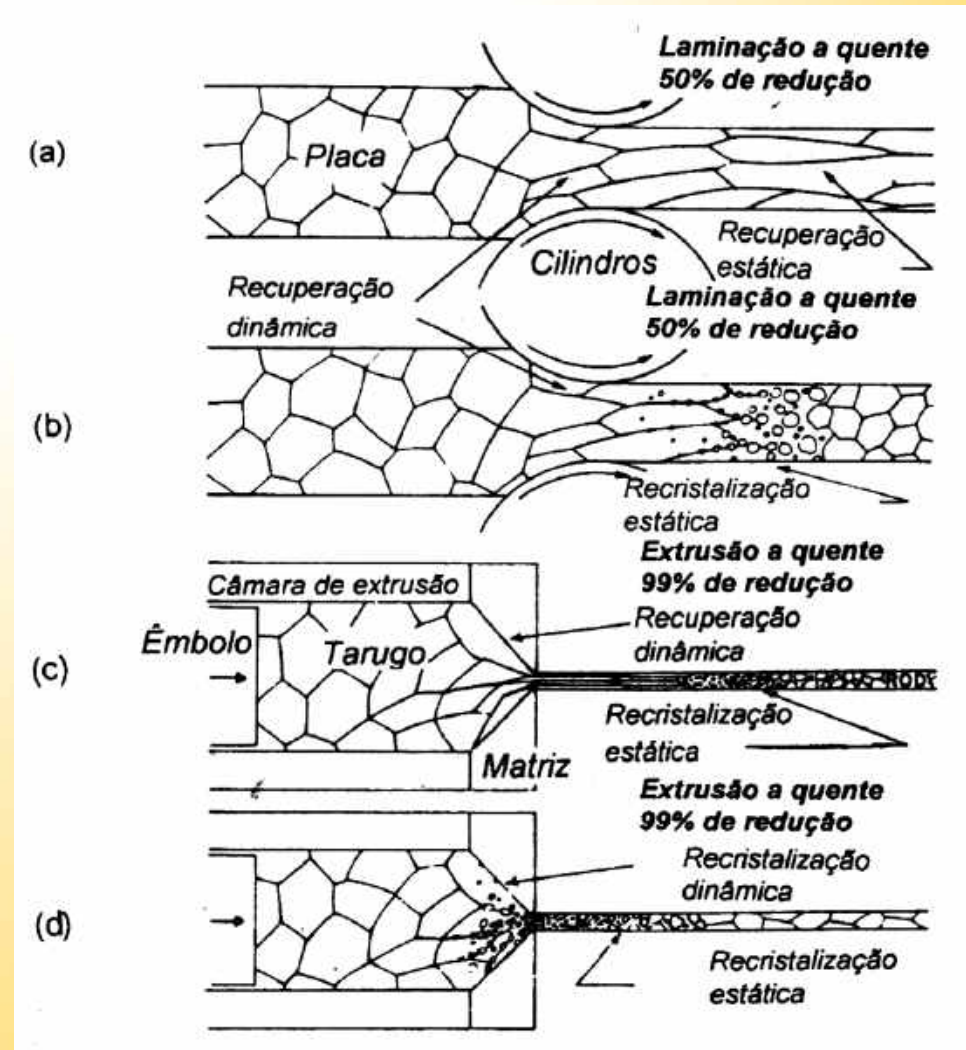 Laminação a quente
50% de redução
(a)
Placa
Recuperação
estática
Cilindros
Recuperação
dinâmica
Laminação a quente
50% de redução
(b)
Recristalização
estática
Extrusão a quente
99% de redução
Câmara de extrusão
Recuperação
dinâmica
Êmbolo
Tarugo
(c)
Recristalização
estática
Matriz
Extrusão a quente
99% de redução
Recristalização
dinâmica
(d)
Recristalização
estática